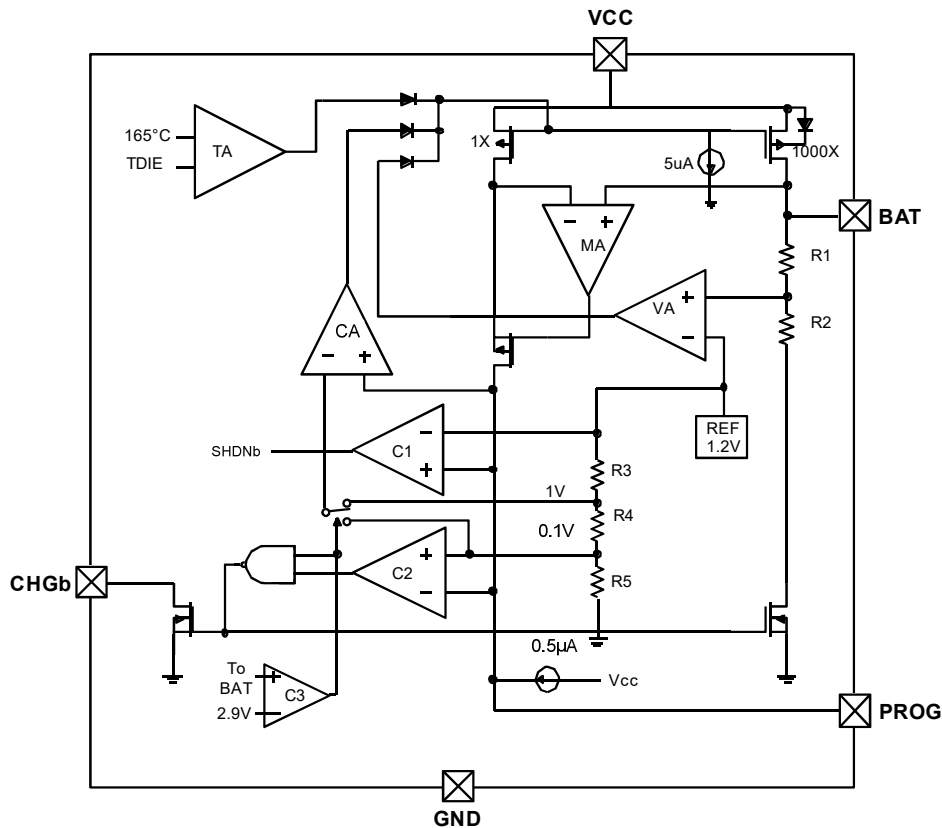 VCC
165°C
TDIE
TA
1X
5uA
1000X
− +
MA
BAT
R1
VA
+
−
R2
CA
− +
REF
1.2V
SHDNb
C1
−
+
R3
1V
R4
0.1V
C2
+
−
R5
CHGb
0.5µA
To
BAT
+
C3
2.9V
−
Vcc
PROG
GND